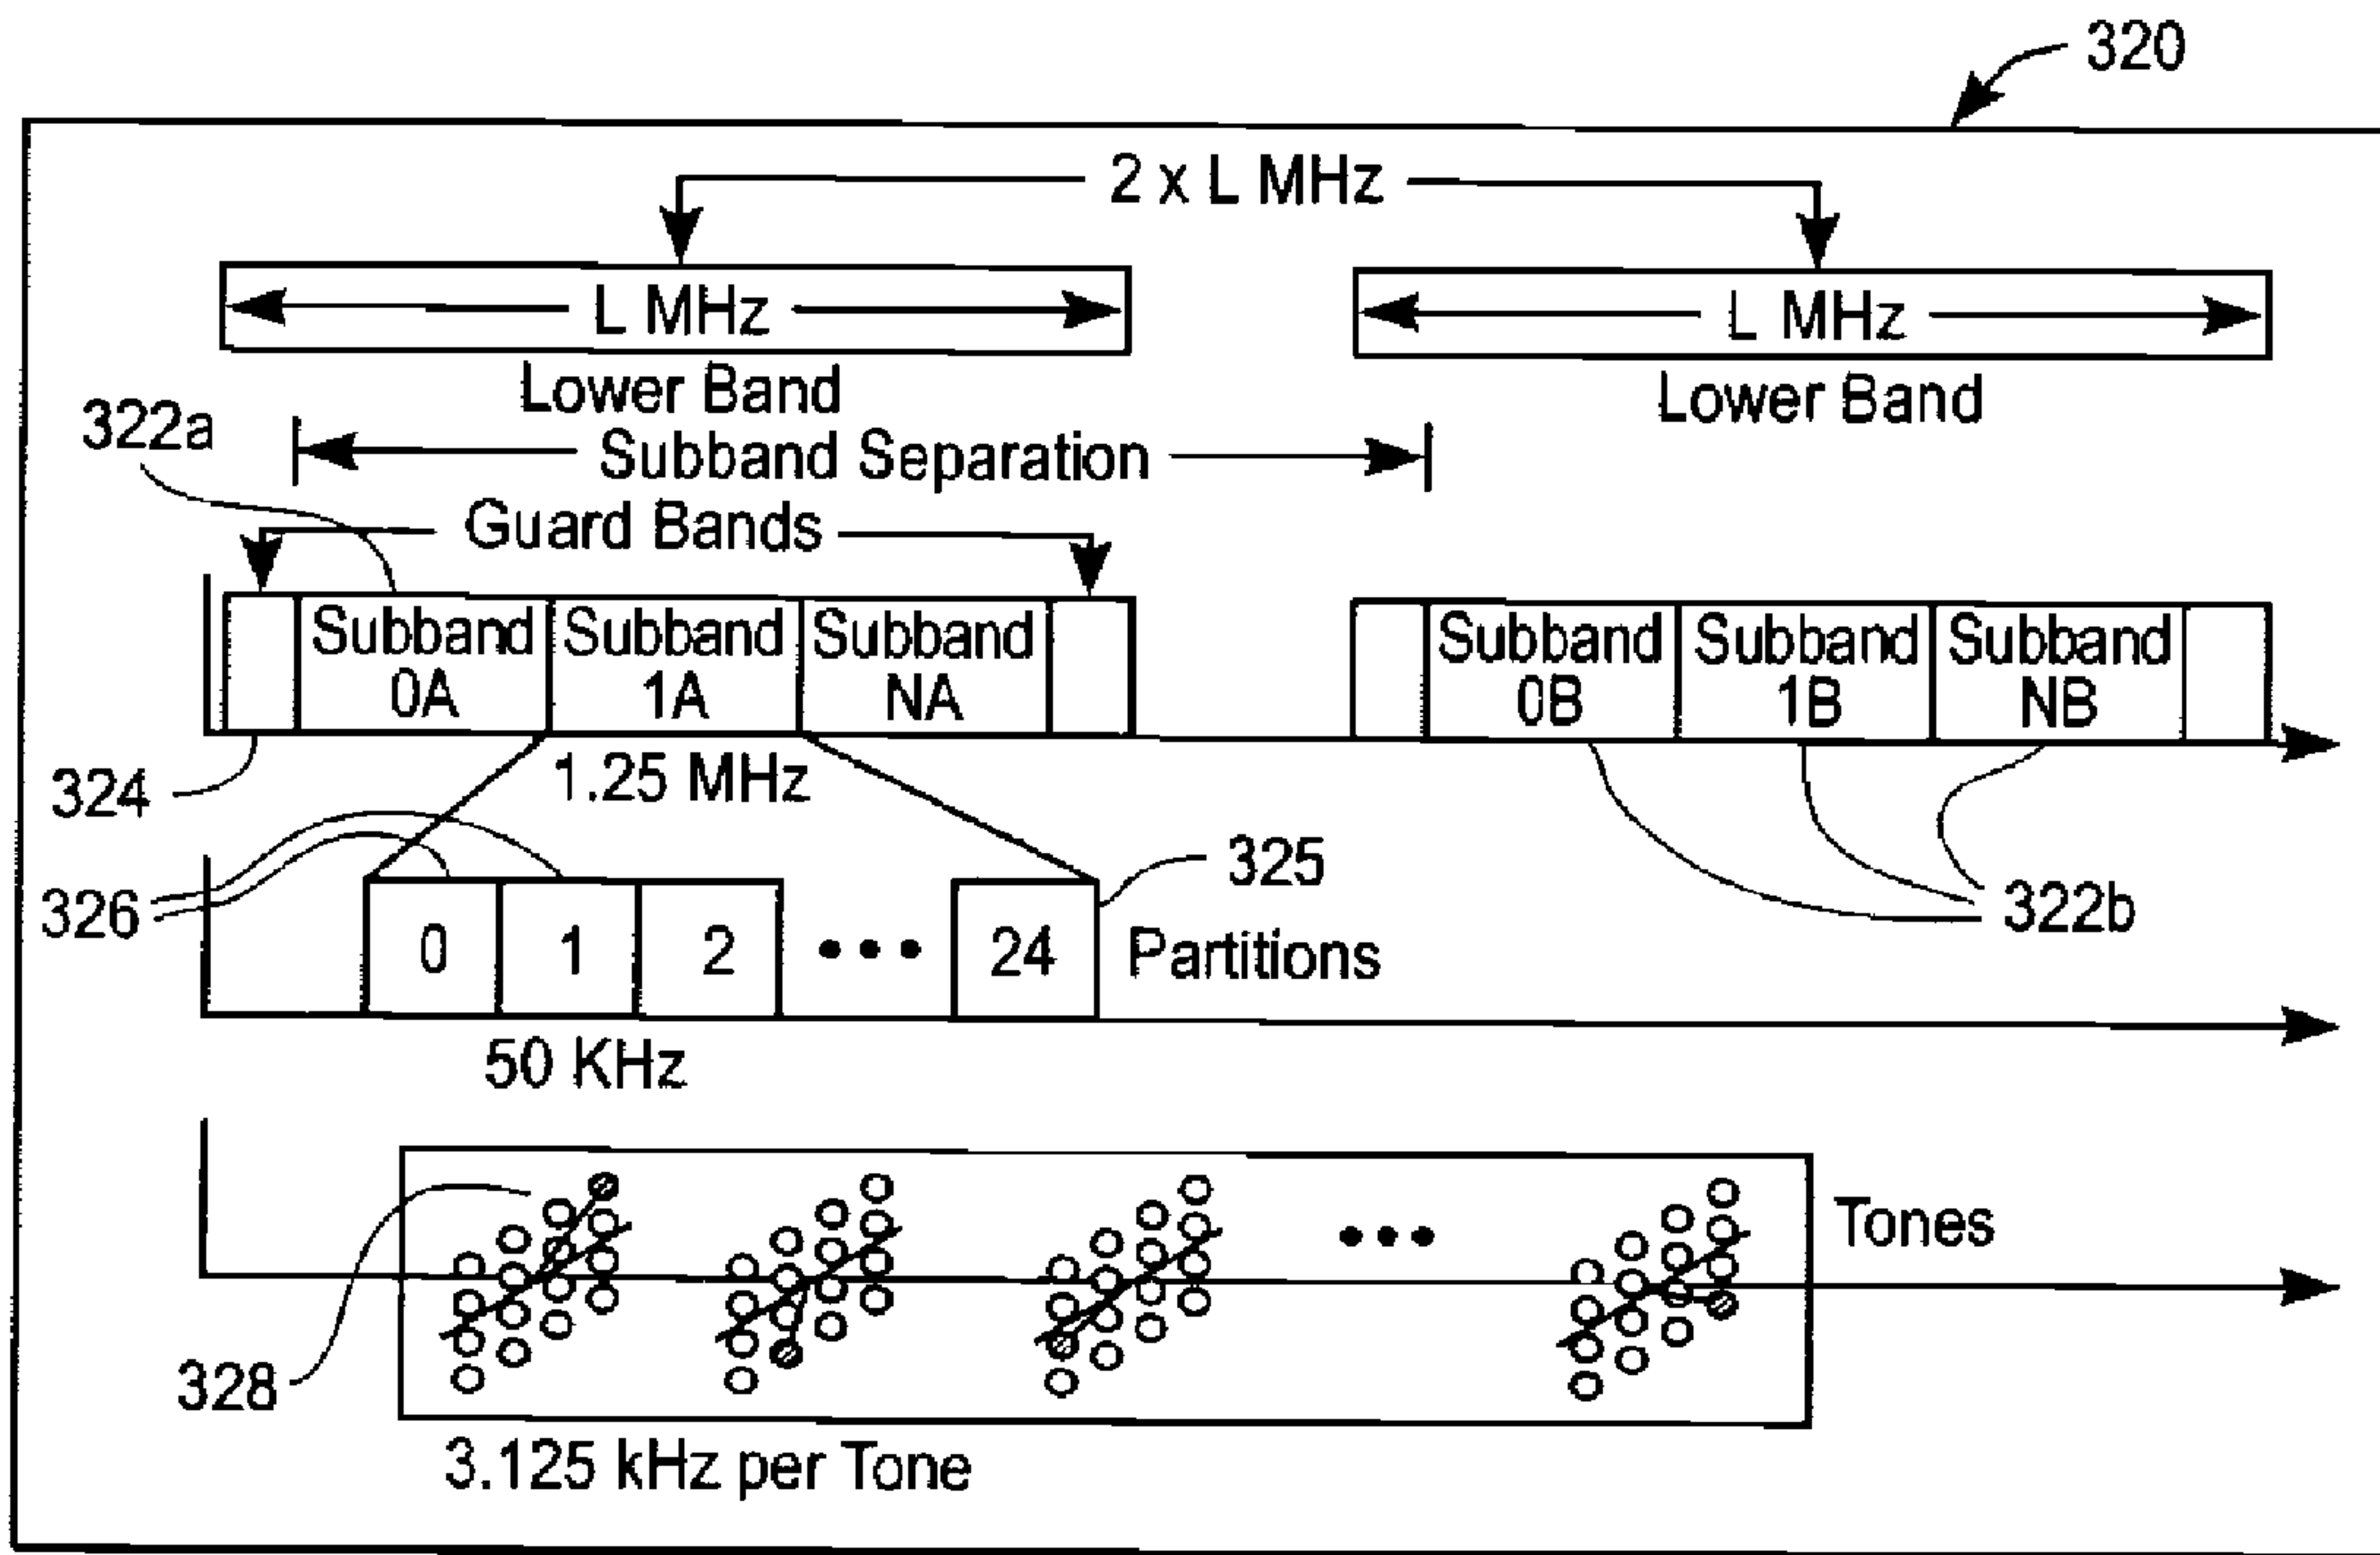 320
2 x L MHz
L MHz
L MHz
Lower Band
Lower Band
322a
Subband Separation
Guard Bands
Subband 0A
Subband 1A
Subband NA
Subband 0B
Subband 1B
Subband NB
324
1.25 MHz
325
326
322b
0
1
2
•••
24
Partitions
50 KHz
•••
Tones
328
3.125 kHz per Tone